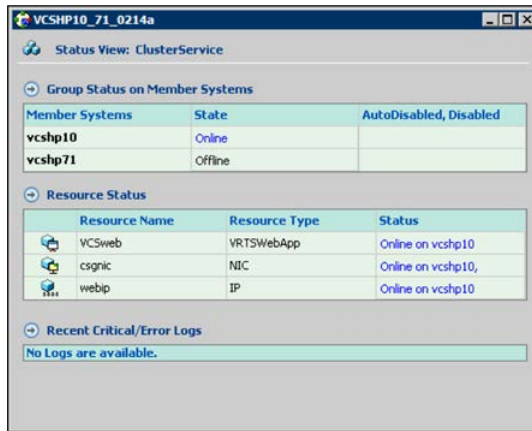 VCSHP10_71_0214a
Status View: ClusterService
Group Status on Member Systems
Member Systems State AutoDisabled, Disabled
vcshp10 Online
vcshp71 Offline
Resource Status
Resource Name Resource Type Status
VCSweb VRTSWebApp Online on vcshp10
csgnic NIC Online on vcshp10,
webip IP Online on vcshp10
Recent Critical/Error Logs
No Logs are available.